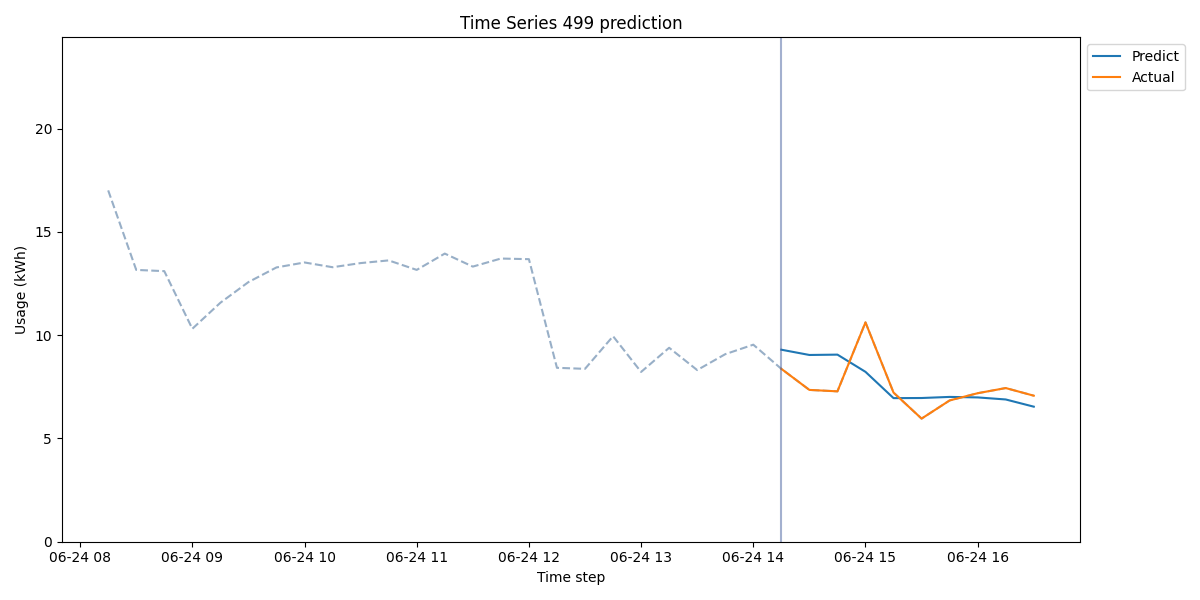 Time Series 499 prediction
Predict
Actual
Usage (kWh)
20
15
10
5
0
06-24 08 06-24 09 06-24 10 06-24 11 06-24 12 06-24 13 06-24 14 06-24 15 06-24 16
Time step